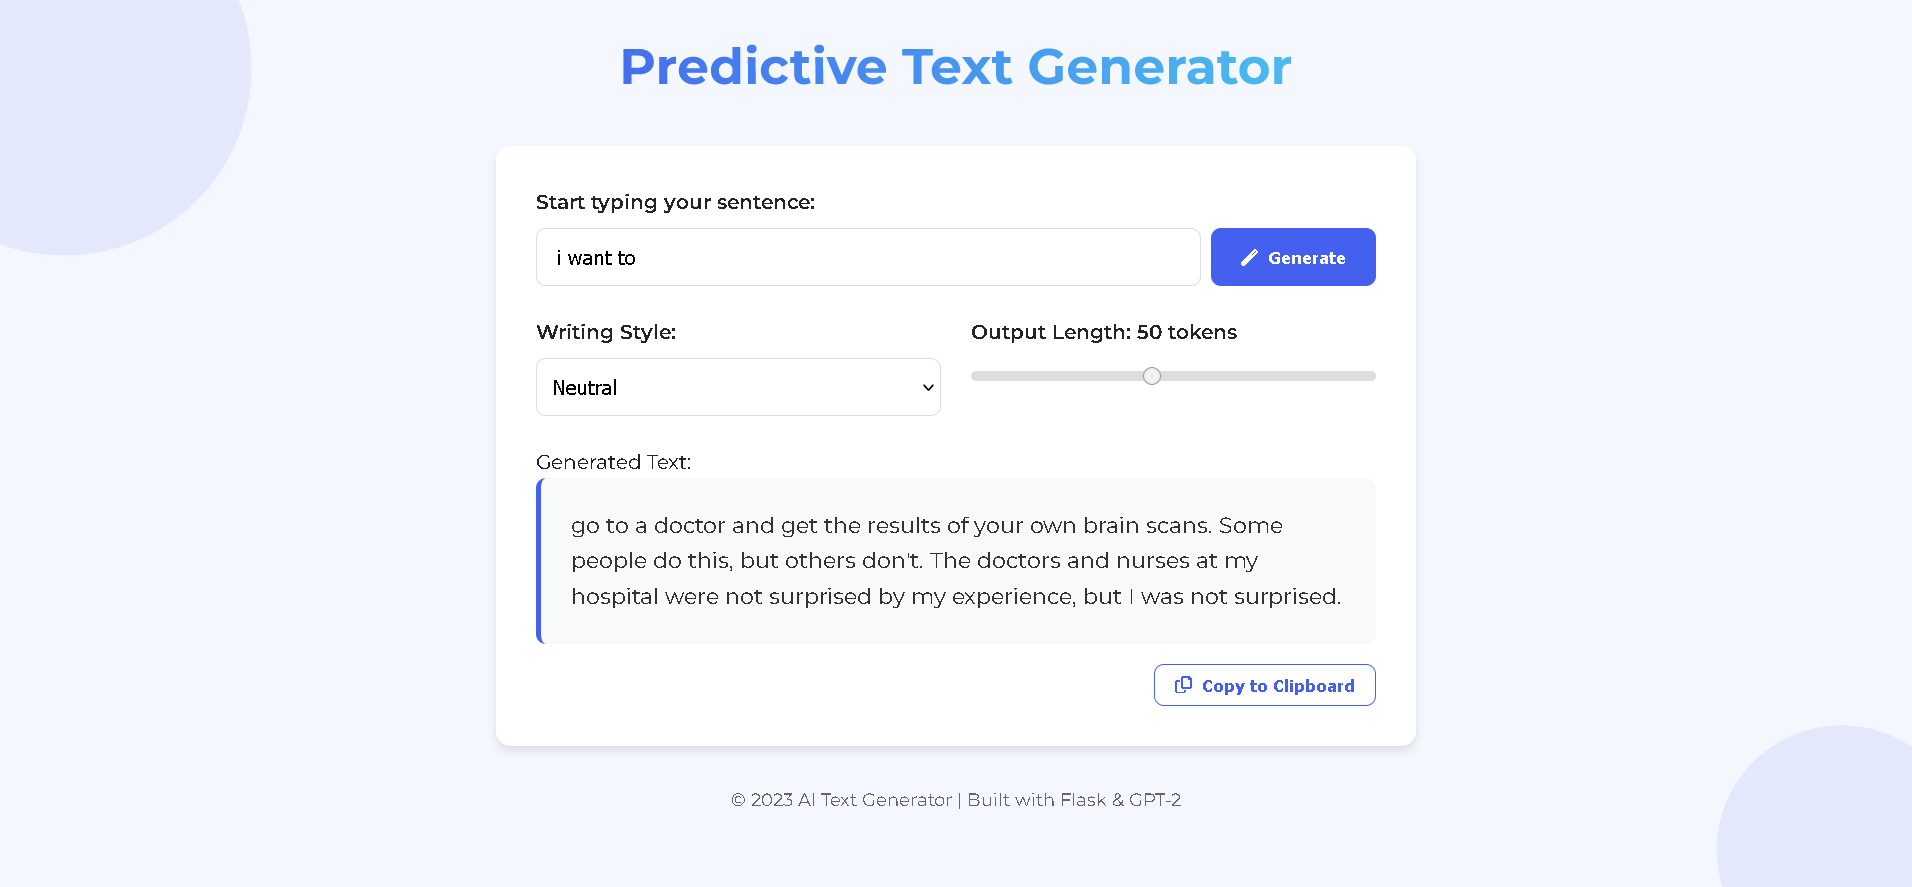 Predictive Text Generator
Start typing your sentence:
i want to
Generate
Writing Style:
Output Length: 50 tokens
Neutral
Generated Text:
go to a doctor and get the results of your own brain scans. Some
people do this, but others don't. The doctors and nurses at my
hospital were not surprised by my experience, but I was not surprised.
Copy to Clipboard
© 2023 AI Text Generator | Built with Flask & GPT-2